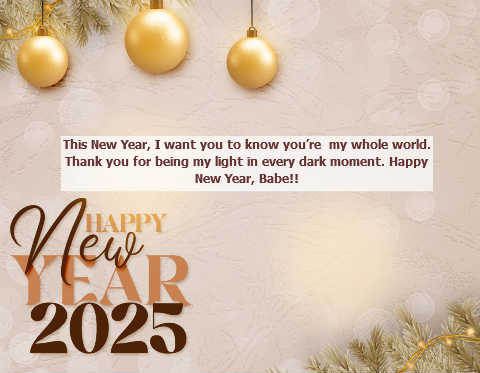 This New Year, I want you to know you’re  my whole world.
Thank you for being my light in every dark moment. Happy
New Year, Babe!!
HAPPY
New
YEAR
2025